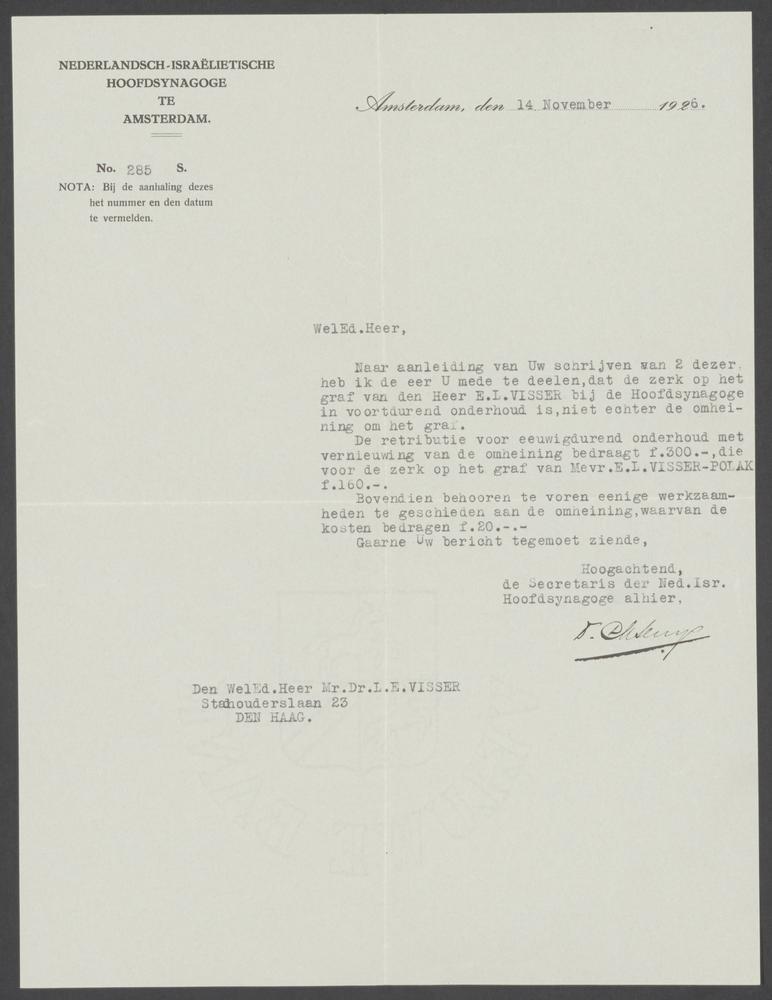 NEDERLANDSCH-ISRAËLIETISCHE
HOOFDSYNAGOGE
TE
AMSTERDAM.
Amsterdam, den 14 November 1926.
No. 285 S.
NOTA: Bij de aanhaling dezes
het nummer en den datum
te vermelden.
WelEd.Heer,
Naar aanleiding van Uw schrijven van 2 dezer.
heb ik de eer U mede te deelen,dat de zerk op het
graf van den Heer E.L.VISSER bij de Hoofdsynagoge
in voortdurend onderhoud is,niet echter de omhei-
ning om het graf.
De retributie voor eeuwigdurend onderhoud met
vernieuwing van de omheining bedraagt f.300.-,die
voor de zerk op het graf van Mevr.E.L.VISSER-POLAK
f.160.-.
Bovendien behooren te voren eenige werkzaam-
heden te geschieden aan de omheining,waarvan de
kosten bedragen f.20.-.-
Gaarne Uw bericht tegemoet ziende,
Hoogachtend,
de Secretaris der Ned.Isr.
Hoofdsynagoge alhier,
Den WelEd.Heer Mr.Dr.L.E.VISSER
Stahouderslaan 23
DEN HAAG.